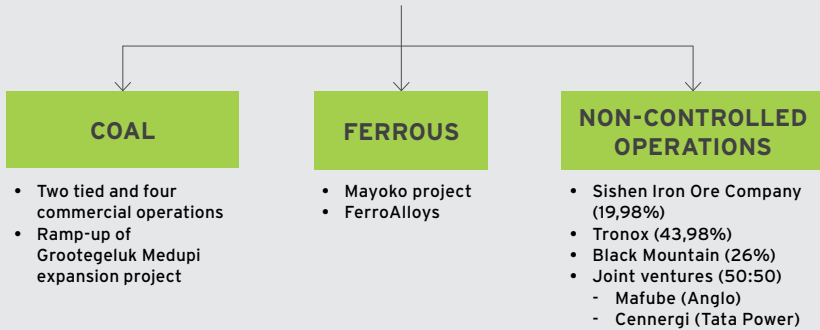 COAL
• Two tied and four
commercial operations
• Ramp-up of
Grootegeluk Medupi
expansion project
FERROUS
• Mayoko project
• FerroAlloys
NON-CONTROLLED
OPERATIONS
• Sishen Iron Ore Company
(19,98%)
• Tronox (43,98%)
• Black Mountain (26%)
• Joint ventures (50:50)
- Mafube (Anglo)
- Cennergi (Tata Power)